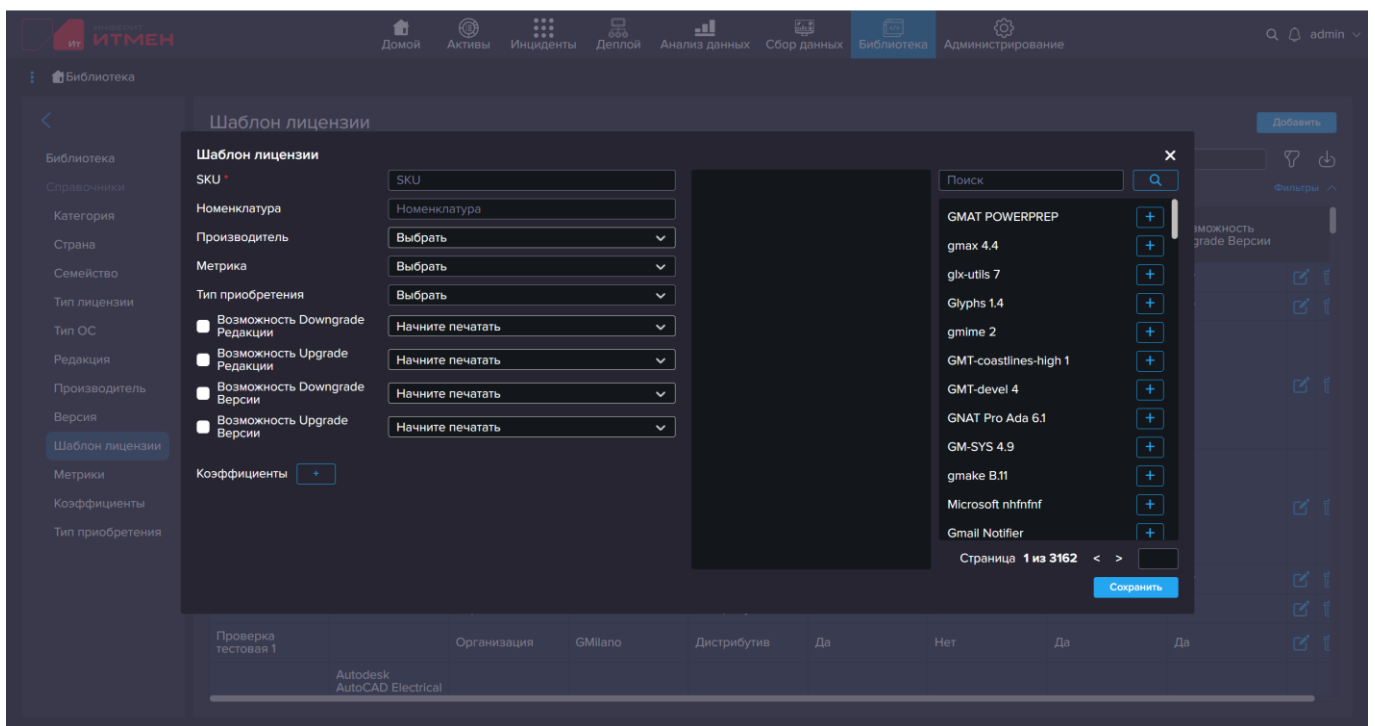 ИНФЕРИТ
ИТМЕН
Ит
Домой
Активы
Инциденты
Деплой
Анализ данных
Сбор данных
Библиотека
Администрирование
admin
Библиотека
Шаблон лицензии
Добавить
Фильтры
Библиотека
Справочники
Категория
Страна
Семейство
Тип лицензии
Тип ОС
Редакция
Производитель
Версия
Шаблон лицензии
Метрики
Коэффициенты
Тип приобретения
Шаблон лицензии
SKU *
SKU
Номенклатура
Номенклатура
Производитель
Выбрать
Метрика
Выбрать
Тип приобретения
Выбрать
Возможность Downgrade
Редакции
Начните печатать
Возможность Upgrade
Редакции
Начните печатать
Возможность Downgrade
Версии
Начните печатать
Возможность Upgrade
Версии
Начните печатать
Коэффициенты
+
Поиск
GMAT POWERPREP
+
gmax 4.4
+
glx-utils 7
+
Glyphs 1.4
+
gmime 2
+
GMT-coastlines-high 1
+
GMT-devel 4
+
GNAT Pro Ada 6.1
+
GM-SYS 4.9
+
gmake B.11
+
Microsoft nhfnfnf
+
Gmail Notifier
+
Страница 1 из 3162 < >
Сохранить
зможность
grade Версии
Проверка
тестовая 1
Организация
GMilano
Дистрибутив
Да
Нет
Да
Да
Autodesk
AutoCAD Electrical